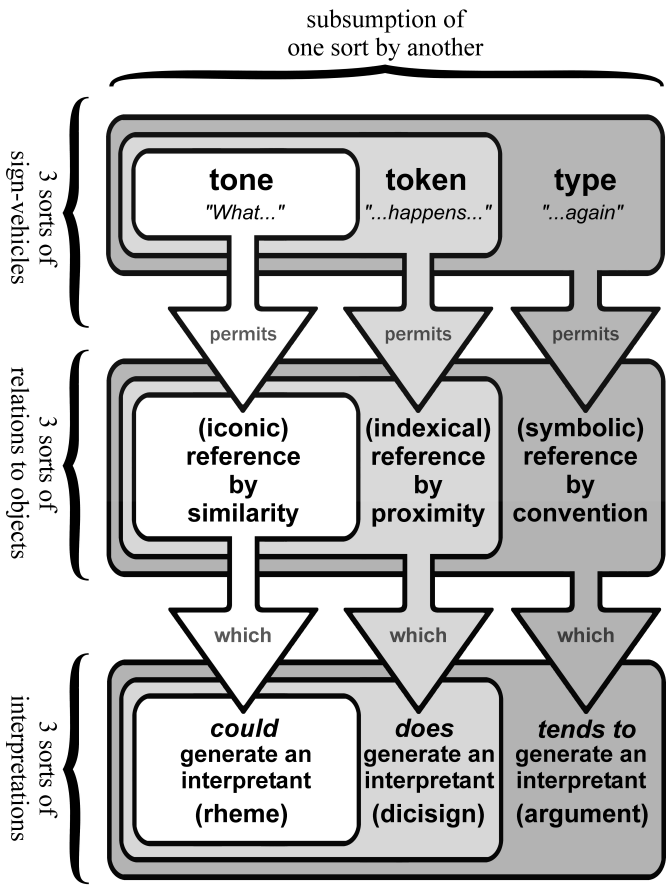 subsumption of
one sort by another
3 sorts of
sign-vehicles
tone
"What..."
token
"...happens..."
type
"...again"
permits
permits
permits
3 sorts of
relations to objects
(iconic)
reference
by
similarity
(indexical)
reference
by
proximity
(symbolic)
reference
by
convention
which
which
which
3 sorts of
interpretations
could
generate an
interpretant
(rheme)
does
generate an
interpretant
(dicisign)
tends to
generate an
interpretant
(argument)